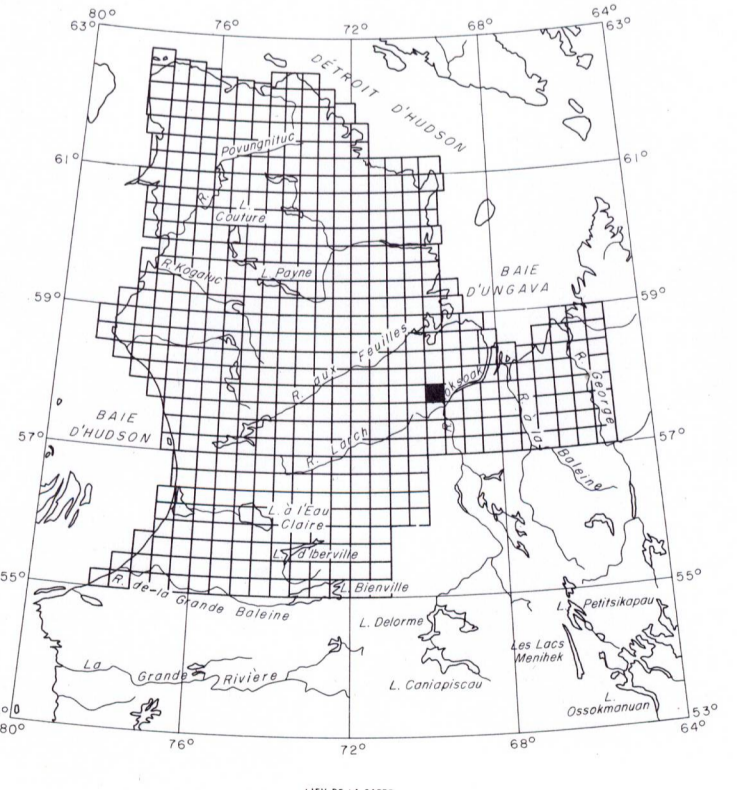 80°
76°
72°
68°
64°
63°
63°
DÉTROIT D'HUDSON
Povungnituc
R.
61°
61°
L.
Couture
R. Kogaluc
L. Payne
BAIE
D'UNGAVA
59°
59°
R. aux Feuilles
Koksoak
R. George
R. à la Baleine
BAIE
D'HUDSON
57°
57°
R. Larch
L. à l'Eau
Claire
L. d'Iberville
55°
55°
R. de-la Grande Baleine
L. Bienville
L. Delorme
L. Petitsikapau
Les Lacs
Menihek
La Grande Rivière
L. Caniapiscau
L.
Ossokmanuan
53°
80°
76°
72°
68°
64°